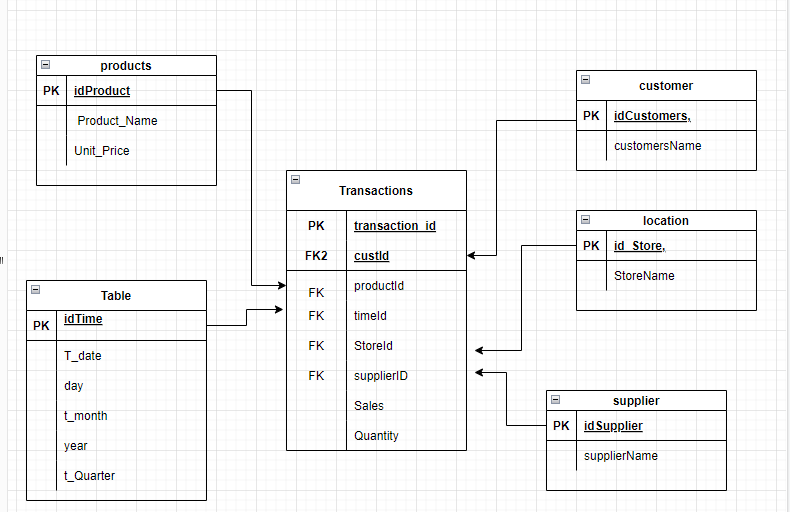 products
PK idProduct
Product_Name
Unit_Price
customer
PK idCustomers,
customersName
Transactions
PK transaction_id
FK2 custId
FK productId
FK timeId
FK StoreId
FK supplierID
Sales
Quantity
location
PK id_Store,
StoreName
Table
PK idTime
T_date
day
t_month
year
t_Quarter
supplier
PK idSupplier
supplierName